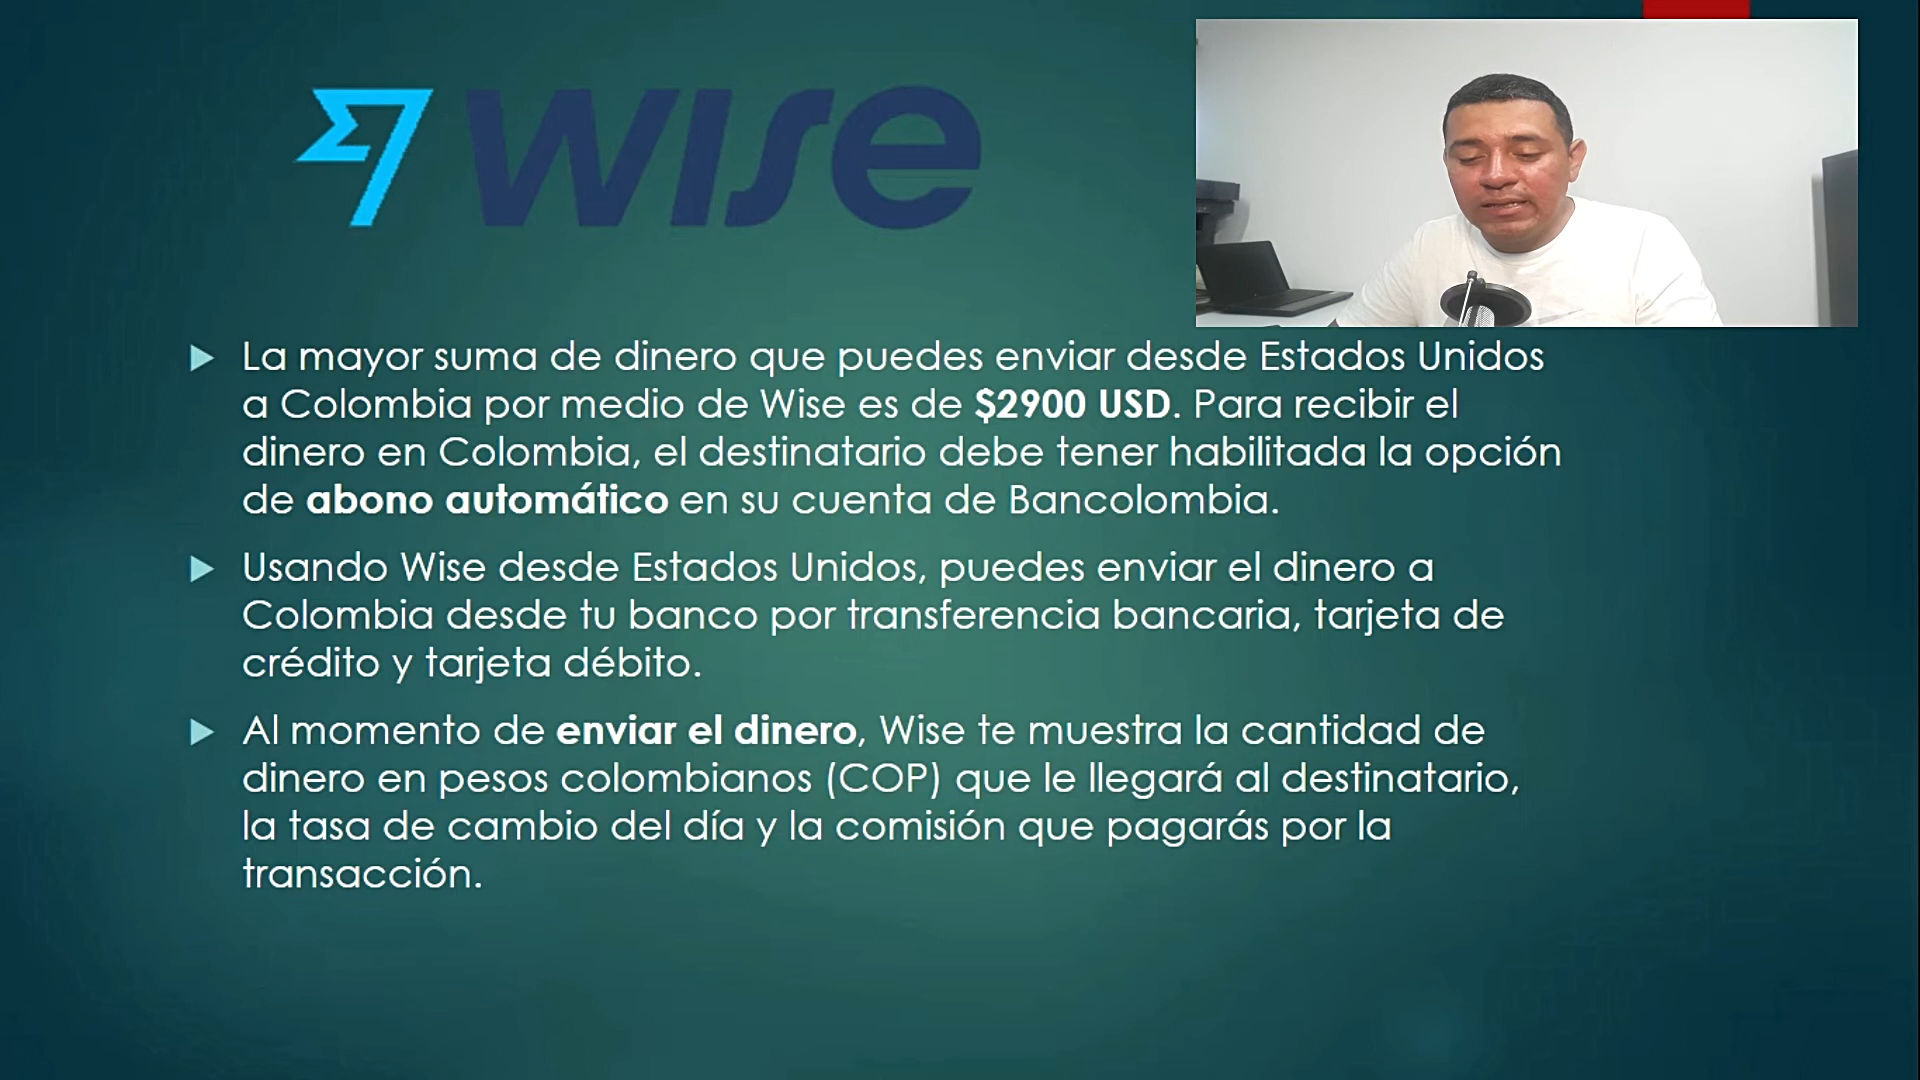 wise
La mayor suma de dinero que puedes enviar desde Estados Unidos
a Colombia por medio de Wise es de $2900 USD. Para recibir el
dinero en Colombia, el destinatario debe tener habilitada la opción
de abono automático en su cuenta de Bancolombia.
Usando Wise desde Estados Unidos, puedes enviar el dinero a
Colombia desde tu banco por transferencia bancaria, tarjeta de
crédito y tarjeta débito.
Al momento de enviar el dinero, Wise te muestra la cantidad de
dinero en pesos colombianos (COP) que le llegará al destinatario,
la tasa de cambio del día y la comisión que pagarás por la
transacción.